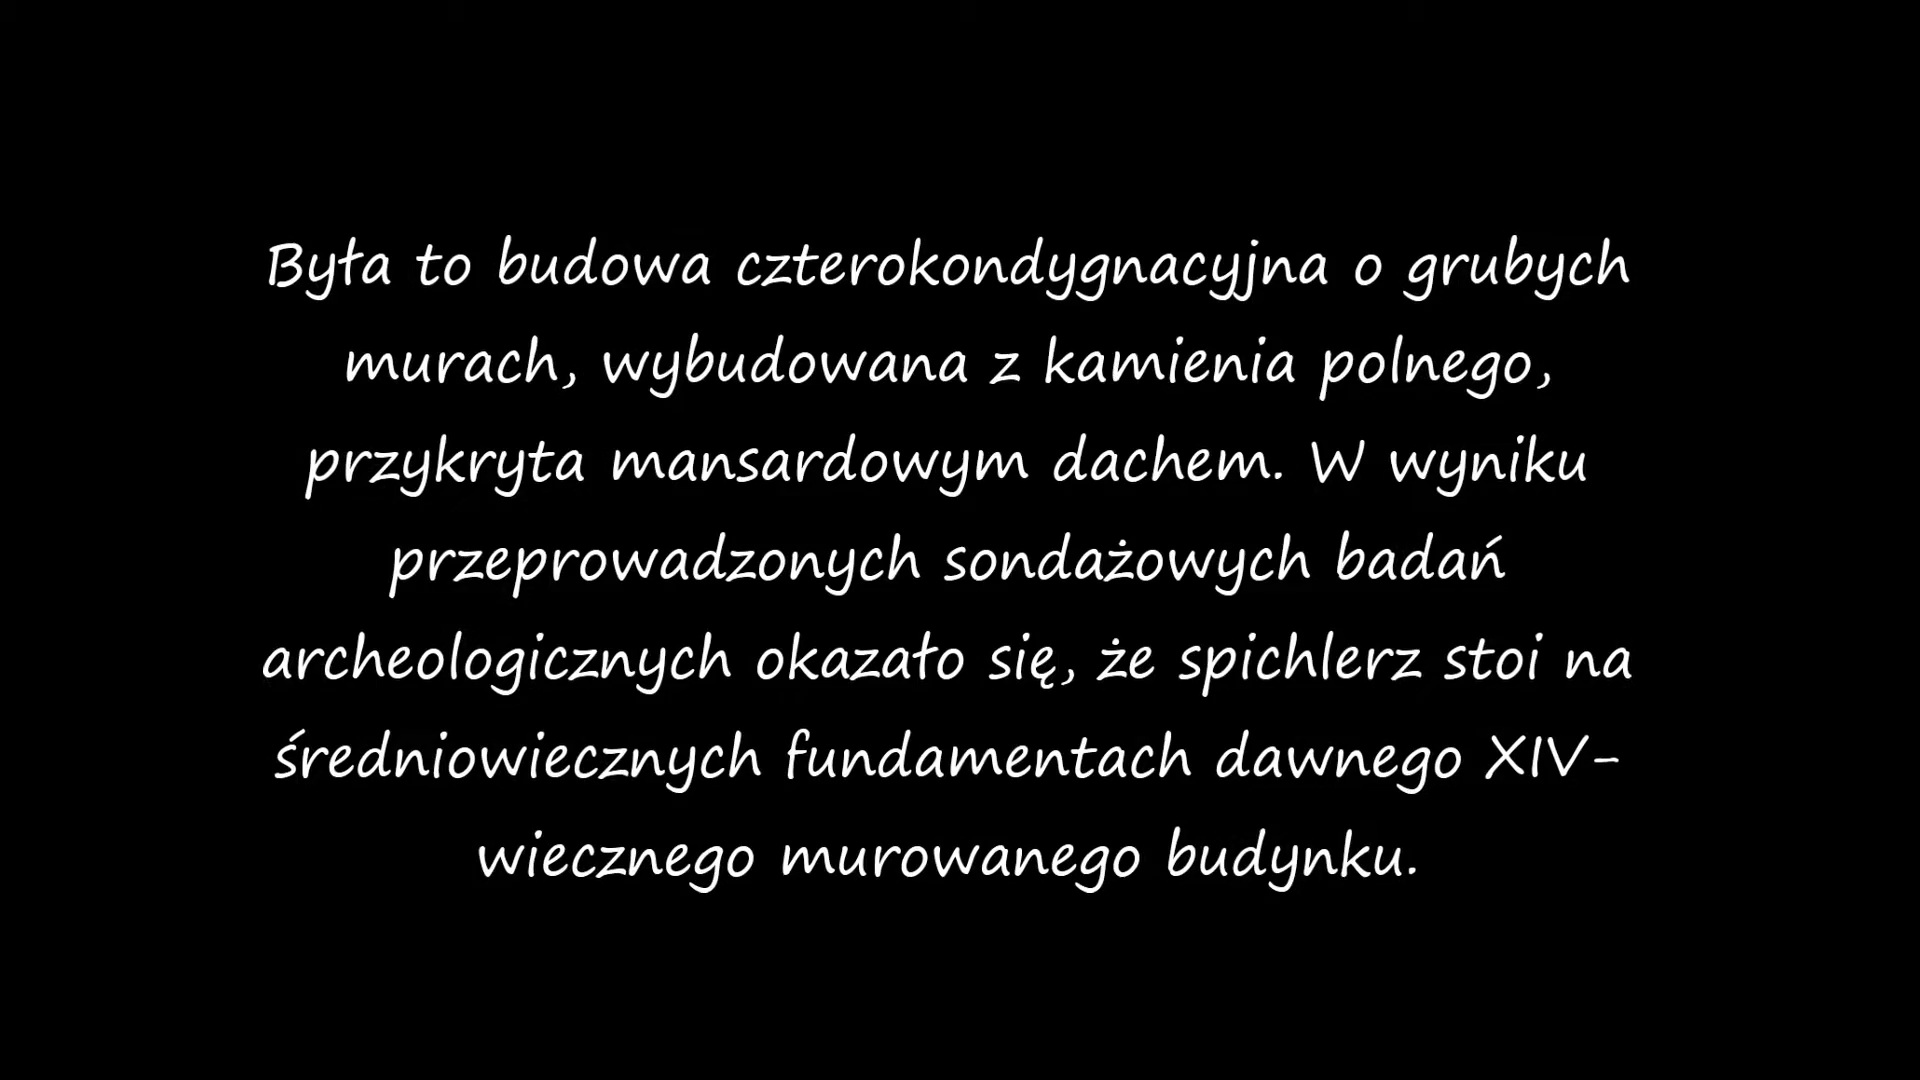 Była to budowa czterokondygnacyjna o grubych
murach, wybudowana z kamienia polnego,
przykryta mansardowym dachem. W wyniku
przeprowadzonych sondażowych badań
archeologicznych okazało się, że spichlerz stoi na
średniowiecznych fundamentach dawnego XIV-
wiecznego murowanego budynku.